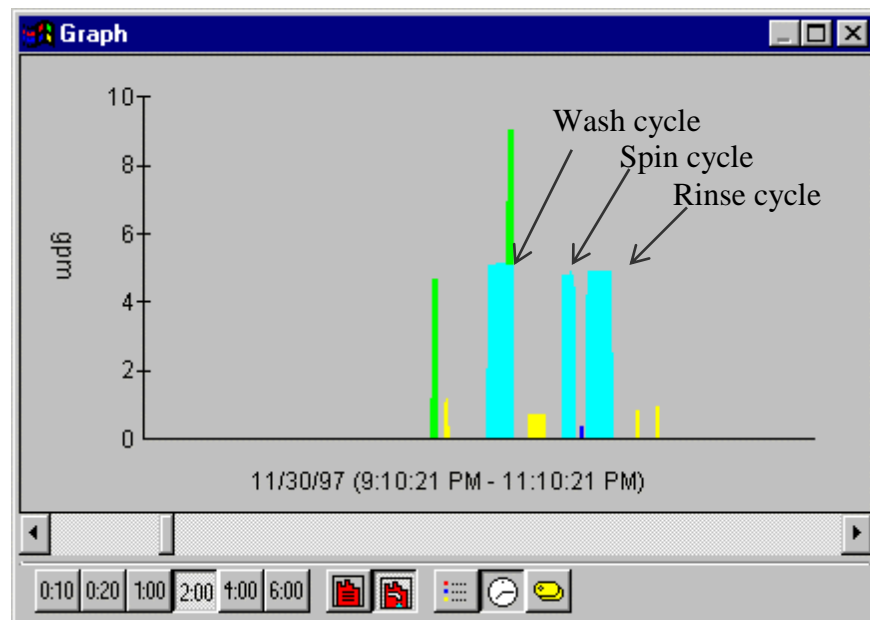 Graph
10
Wash cycle
Spin cycle
8
Rinse cycle
6
gpm
4
2
0
11/30/97 (9:10:21 PM - 11:10:21 PM)
0:10 0:20 1:00 2:00 4:00 6:00